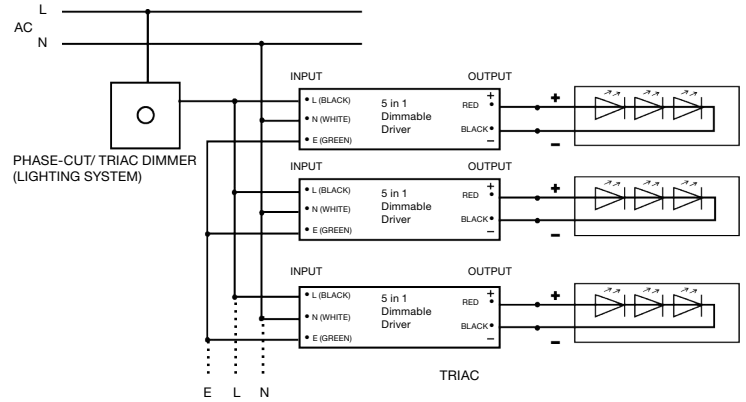 L
AC
N
PHASE-CUT/ TRIAC DIMMER
(LIGHTING SYSTEM)
INPUT
OUTPUT
L (BLACK)
N (WHITE)
E (GREEN)
5 in 1
Dimmable
Driver
+
RED
BLACK
–
+
–
INPUT
OUTPUT
L (BLACK)
N (WHITE)
E (GREEN)
5 in 1
Dimmable
Driver
+
RED
BLACK
–
+
–
INPUT
OUTPUT
L (BLACK)
N (WHITE)
E (GREEN)
5 in 1
Dimmable
Driver
+
RED
BLACK
–
+
–
E L N
TRIAC